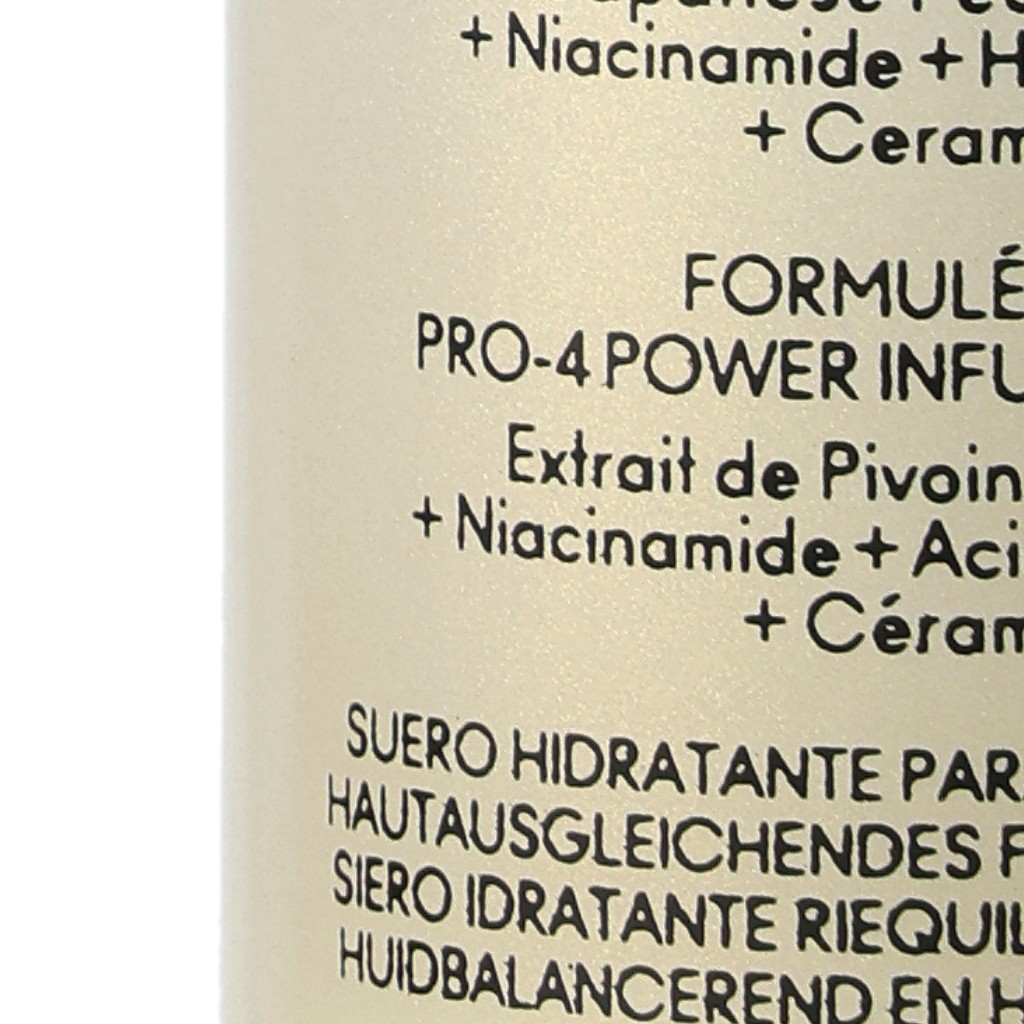 + Niacinamide + H
+ Ceram
FORMULÉ
PRO-4 POWER INFU
Extrait de Pivoin
+ Niacinamide + Aci
+ Céram
SUERO HIDRATANTE PAR
HAUTAUSGLEICHENDES F
SIERO IDRATANTE RIEQUIL
HUIDBALANCEREND EN H